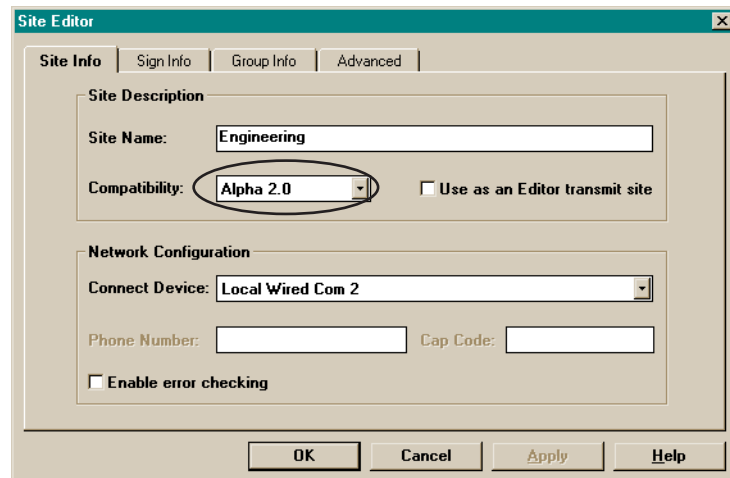 Site Editor
Site Info Sign Info Group Info Advanced
Site Description
Site Name: Engineering
Compatibility: Alpha 2.0 Use as an Editor transmit site
Network Configuration
Connect Device: Local Wired Com 2
Phone Number: Cap Code:
Enable error checking
OK Cancel Apply Help